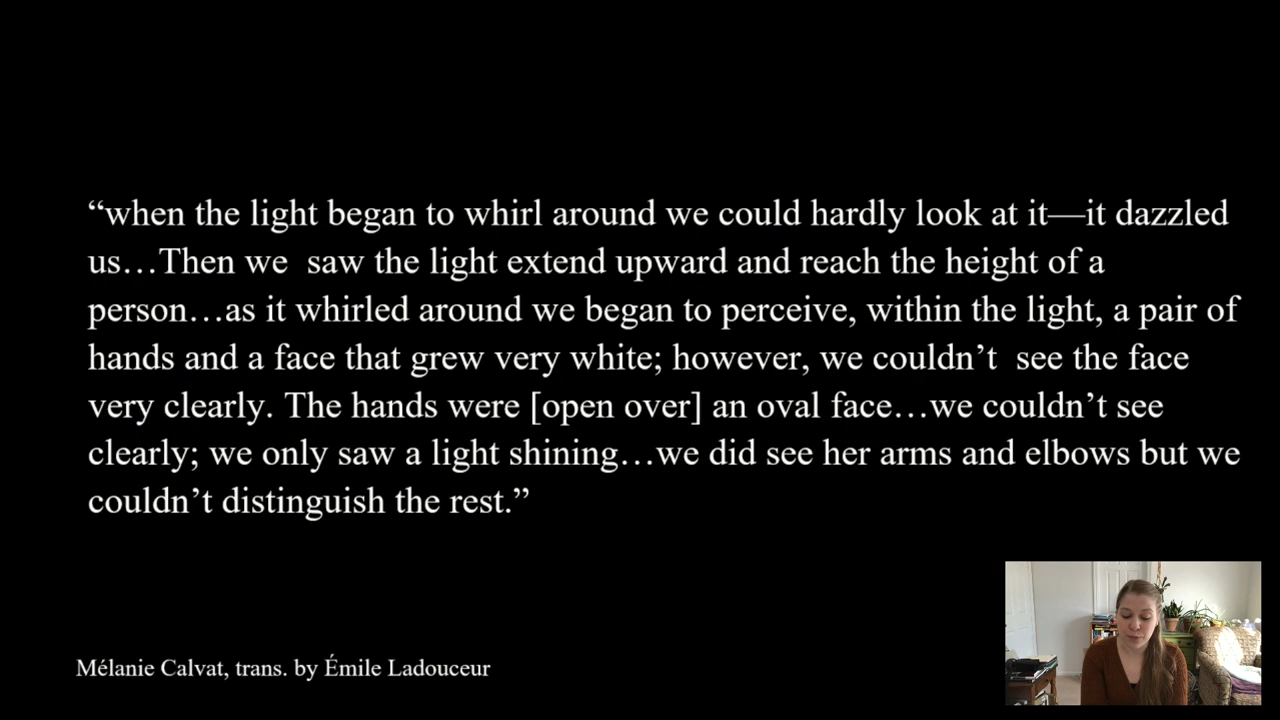 “when the light began to whirl around we could hardly look at it—it dazzled
us…Then we  saw the light extend upward and reach the height of a
person…as it whirled around we began to perceive, within the light, a pair of
hands and a face that grew very white; however, we couldn’t  see the face
very clearly. The hands were [open over] an oval face…we couldn’t see
clearly; we only saw a light shining…we did see her arms and elbows but we
couldn’t distinguish the rest.”
Mélanie Calvat, trans. by Émile Ladouceur